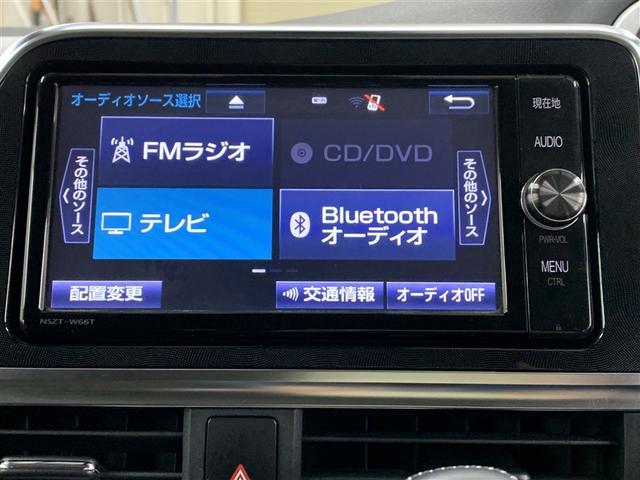 オーディオソース選択
Wi-Fi
現在地
FMラジオ
CD/DVD
AUDIO
その他のソース
その他のソース
テレビ
Bluetooth
オーディオ
PWR-VOL
MENU
CTRL
配置変更
交通情報
オーディオOFF
NSZT-W66T